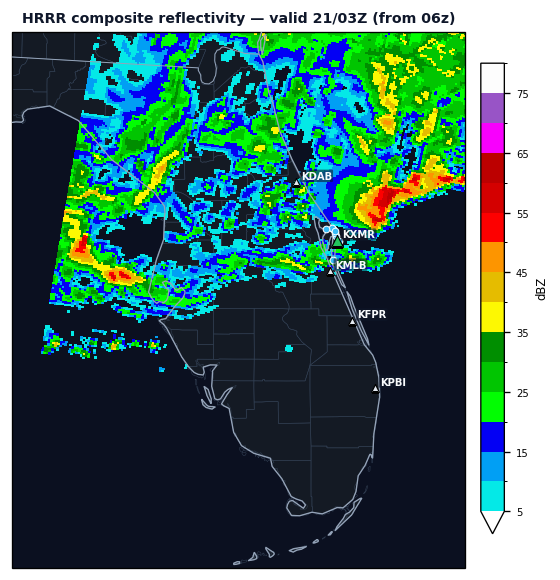 HRRR composite reflectivity — valid 21/03Z (from 06z)
KDAB
KXMR
KMLB
KFPR
KPBI
75
65
55
45
35
25
15
5
dBZ